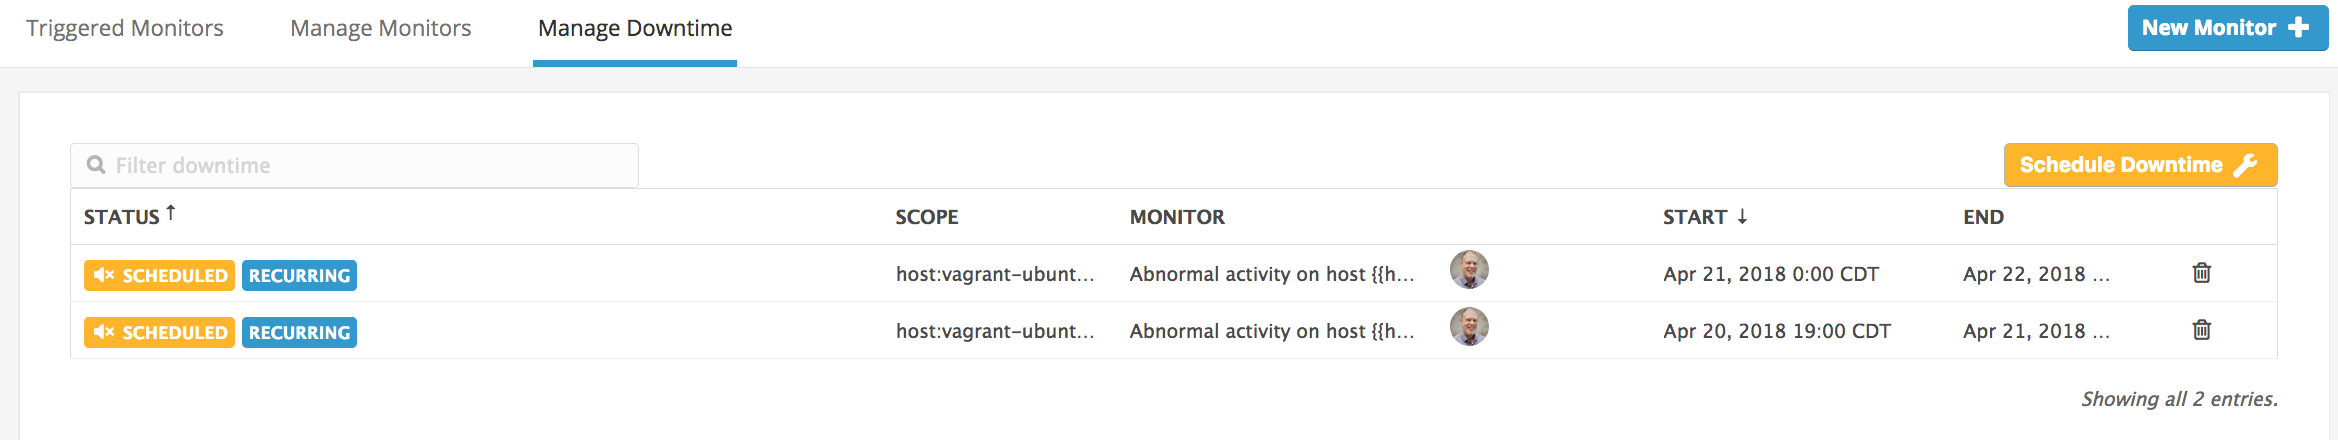 Triggered Monitors Manage Monitors Manage Downtime New Monitor
Filter downtime Schedule Downtime
STATUS ↑ SCOPE MONITOR START ↓ END
SCHEDULED RECURRING host:vagrant-ubunt... Abnormal activity on host {{h... Apr 21, 2018 0:00 CDT Apr 22, 2018 ...
SCHEDULED RECURRING host:vagrant-ubunt... Abnormal activity on host {{h... Apr 20, 2018 19:00 CDT Apr 21, 2018 ...
Showing all 2 entries.